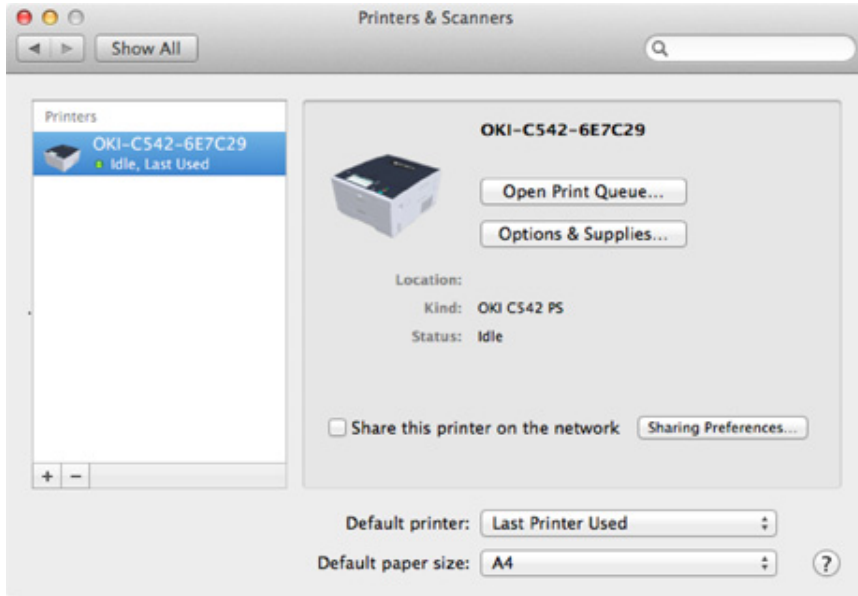 Printers & Scanners
Show All
Printers
OKI-C542-6E7C29
Idle, Last Used
OKI-C542-6E7C29
Open Print Queue...
Options & Supplies...
Location:
Kind: OKI C542 PS
Status: Idle
Share this printer on the network Sharing Preferences...
+ −
Default printer: Last Printer Used
Default paper size: A4 ?